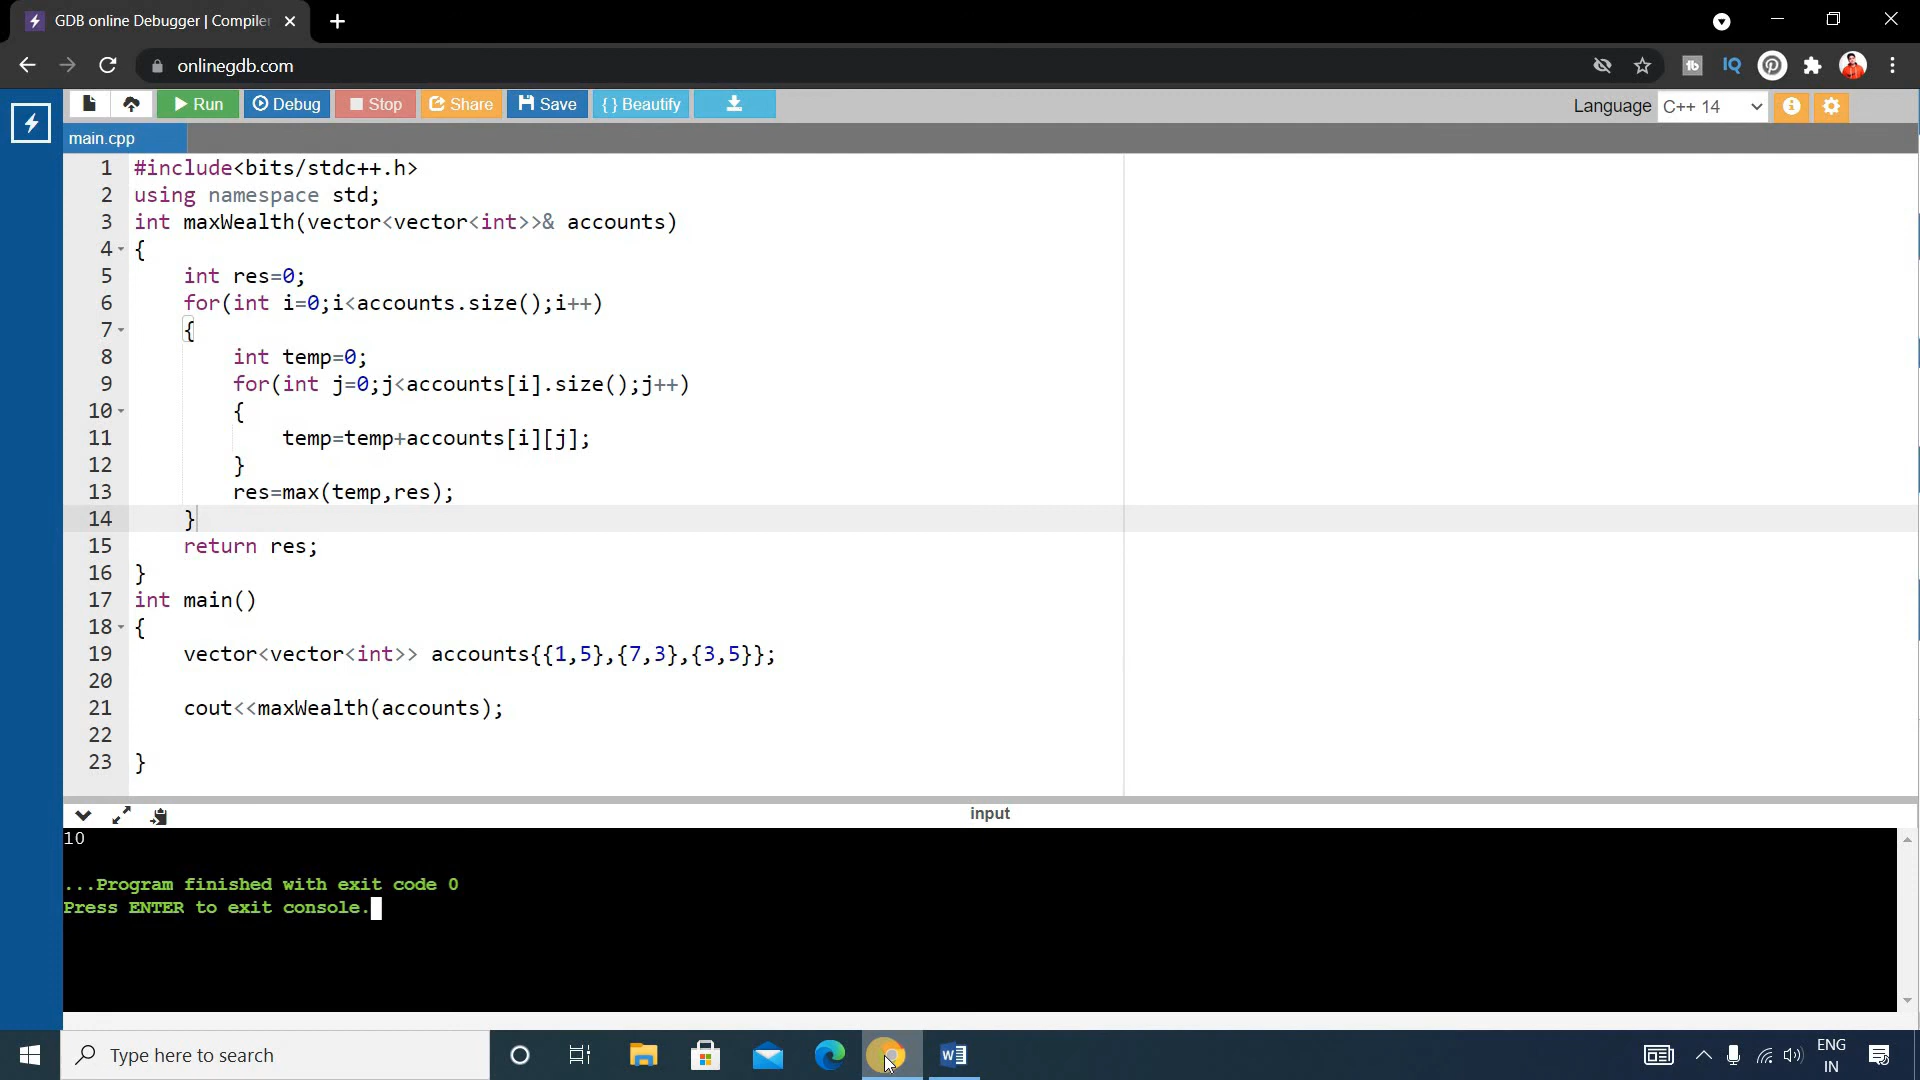 GDB online Debugger | Compiler
onlinegdb.com
Run
Debug
Stop
Share
Save
{ } Beautify
Language
C++ 14
main.cpp
1 #include<bits/stdc++.h>
2 using namespace std;
3 int maxWealth(vector<vector<int>>& accounts)
4 {
5 int res=0;
6 for(int i=0;i<accounts.size();i++)
7 {
8 int temp=0;
9 for(int j=0;j<accounts[i].size();j++)
10 {
11 temp=temp+accounts[i][j];
12 }
13 res=max(temp,res);
14 }
15 return res;
16 }
17 int main()
18 {
19 vector<vector<int>> accounts{{1,5},{7,3},{3,5}};
20
21 cout<<maxWealth(accounts);
22
23 }
input
10
...Program finished with exit code 0
Press ENTER to exit console.
Type here to search
ENG
IN